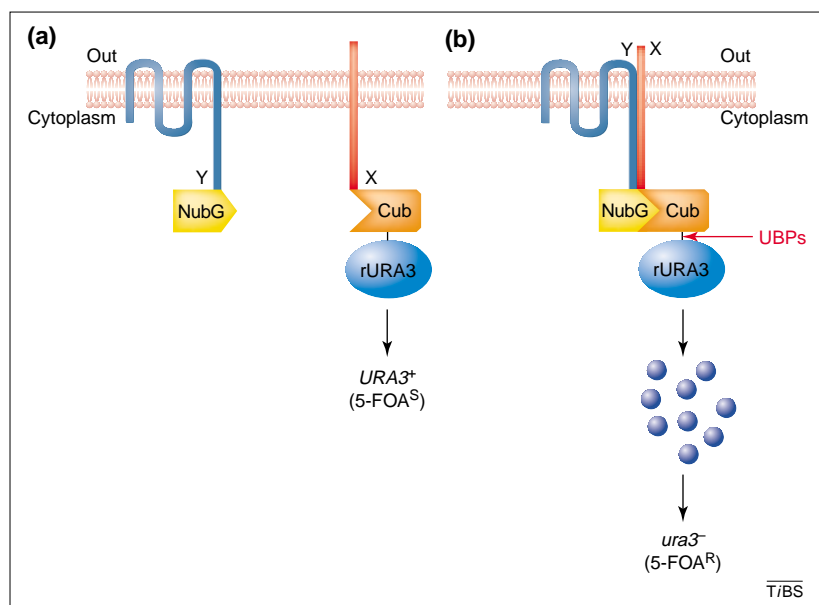 (a)
Out
Cytoplasm
Y
X
NubG
Cub
rURA3
URA3⁺
(5-FOAˢ)
(b)
Y X
Out
Cytoplasm
NubG
Cub
UBPs
rURA3
ura3⁻
(5-FOAᴿ)
TiBS